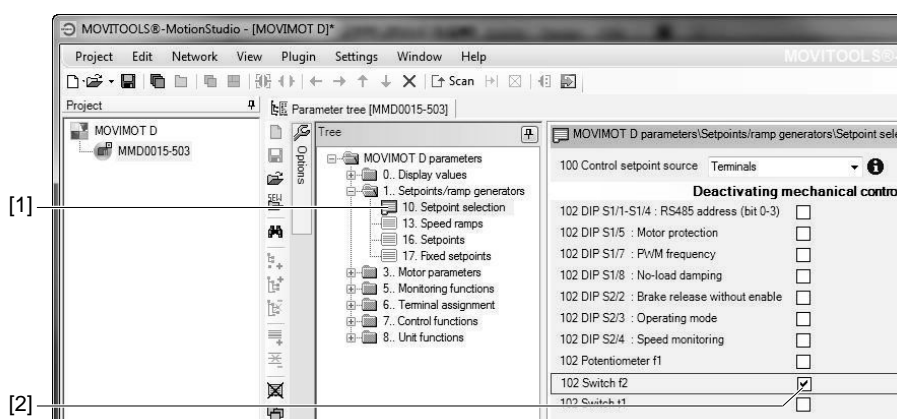 MOVITOOLS®-MotionStudio - [MOVIMOT D]*
Project Edit Network View Plugin Settings Window Help
MOVITOOLS®-
Scan
Project
Parameter tree [MMD0015-503]
MOVIMOT D
MMD0015-503
Options
Tree
MOVIMOT D parameters
0.. Display values
1.. Setpoints/ramp generators
10. Setpoint selection
13. Speed ramps
16. Setpoints
17. Fixed setpoints
3.. Motor parameters
5.. Monitoring functions
6.. Terminal assignment
7.. Control functions
8.. Unit functions
MOVIMOT D parameters\Setpoints/ramp generators\Setpoint sele
100 Control setpoint source Terminals
Deactivating mechanical contro
102 DIP S1/1-S1/4 : RS485 address (bit 0-3)
102 DIP S1/5 : Motor protection
102 DIP S1/7 : PWM frequency
102 DIP S1/8 : No-load damping
102 DIP S2/2 : Brake release without enable
102 DIP S2/3 : Operating mode
102 DIP S2/4 : Speed monitoring
102 Potentiometer f1
102 Switch f2
102 Switch t1
[1]
[2]